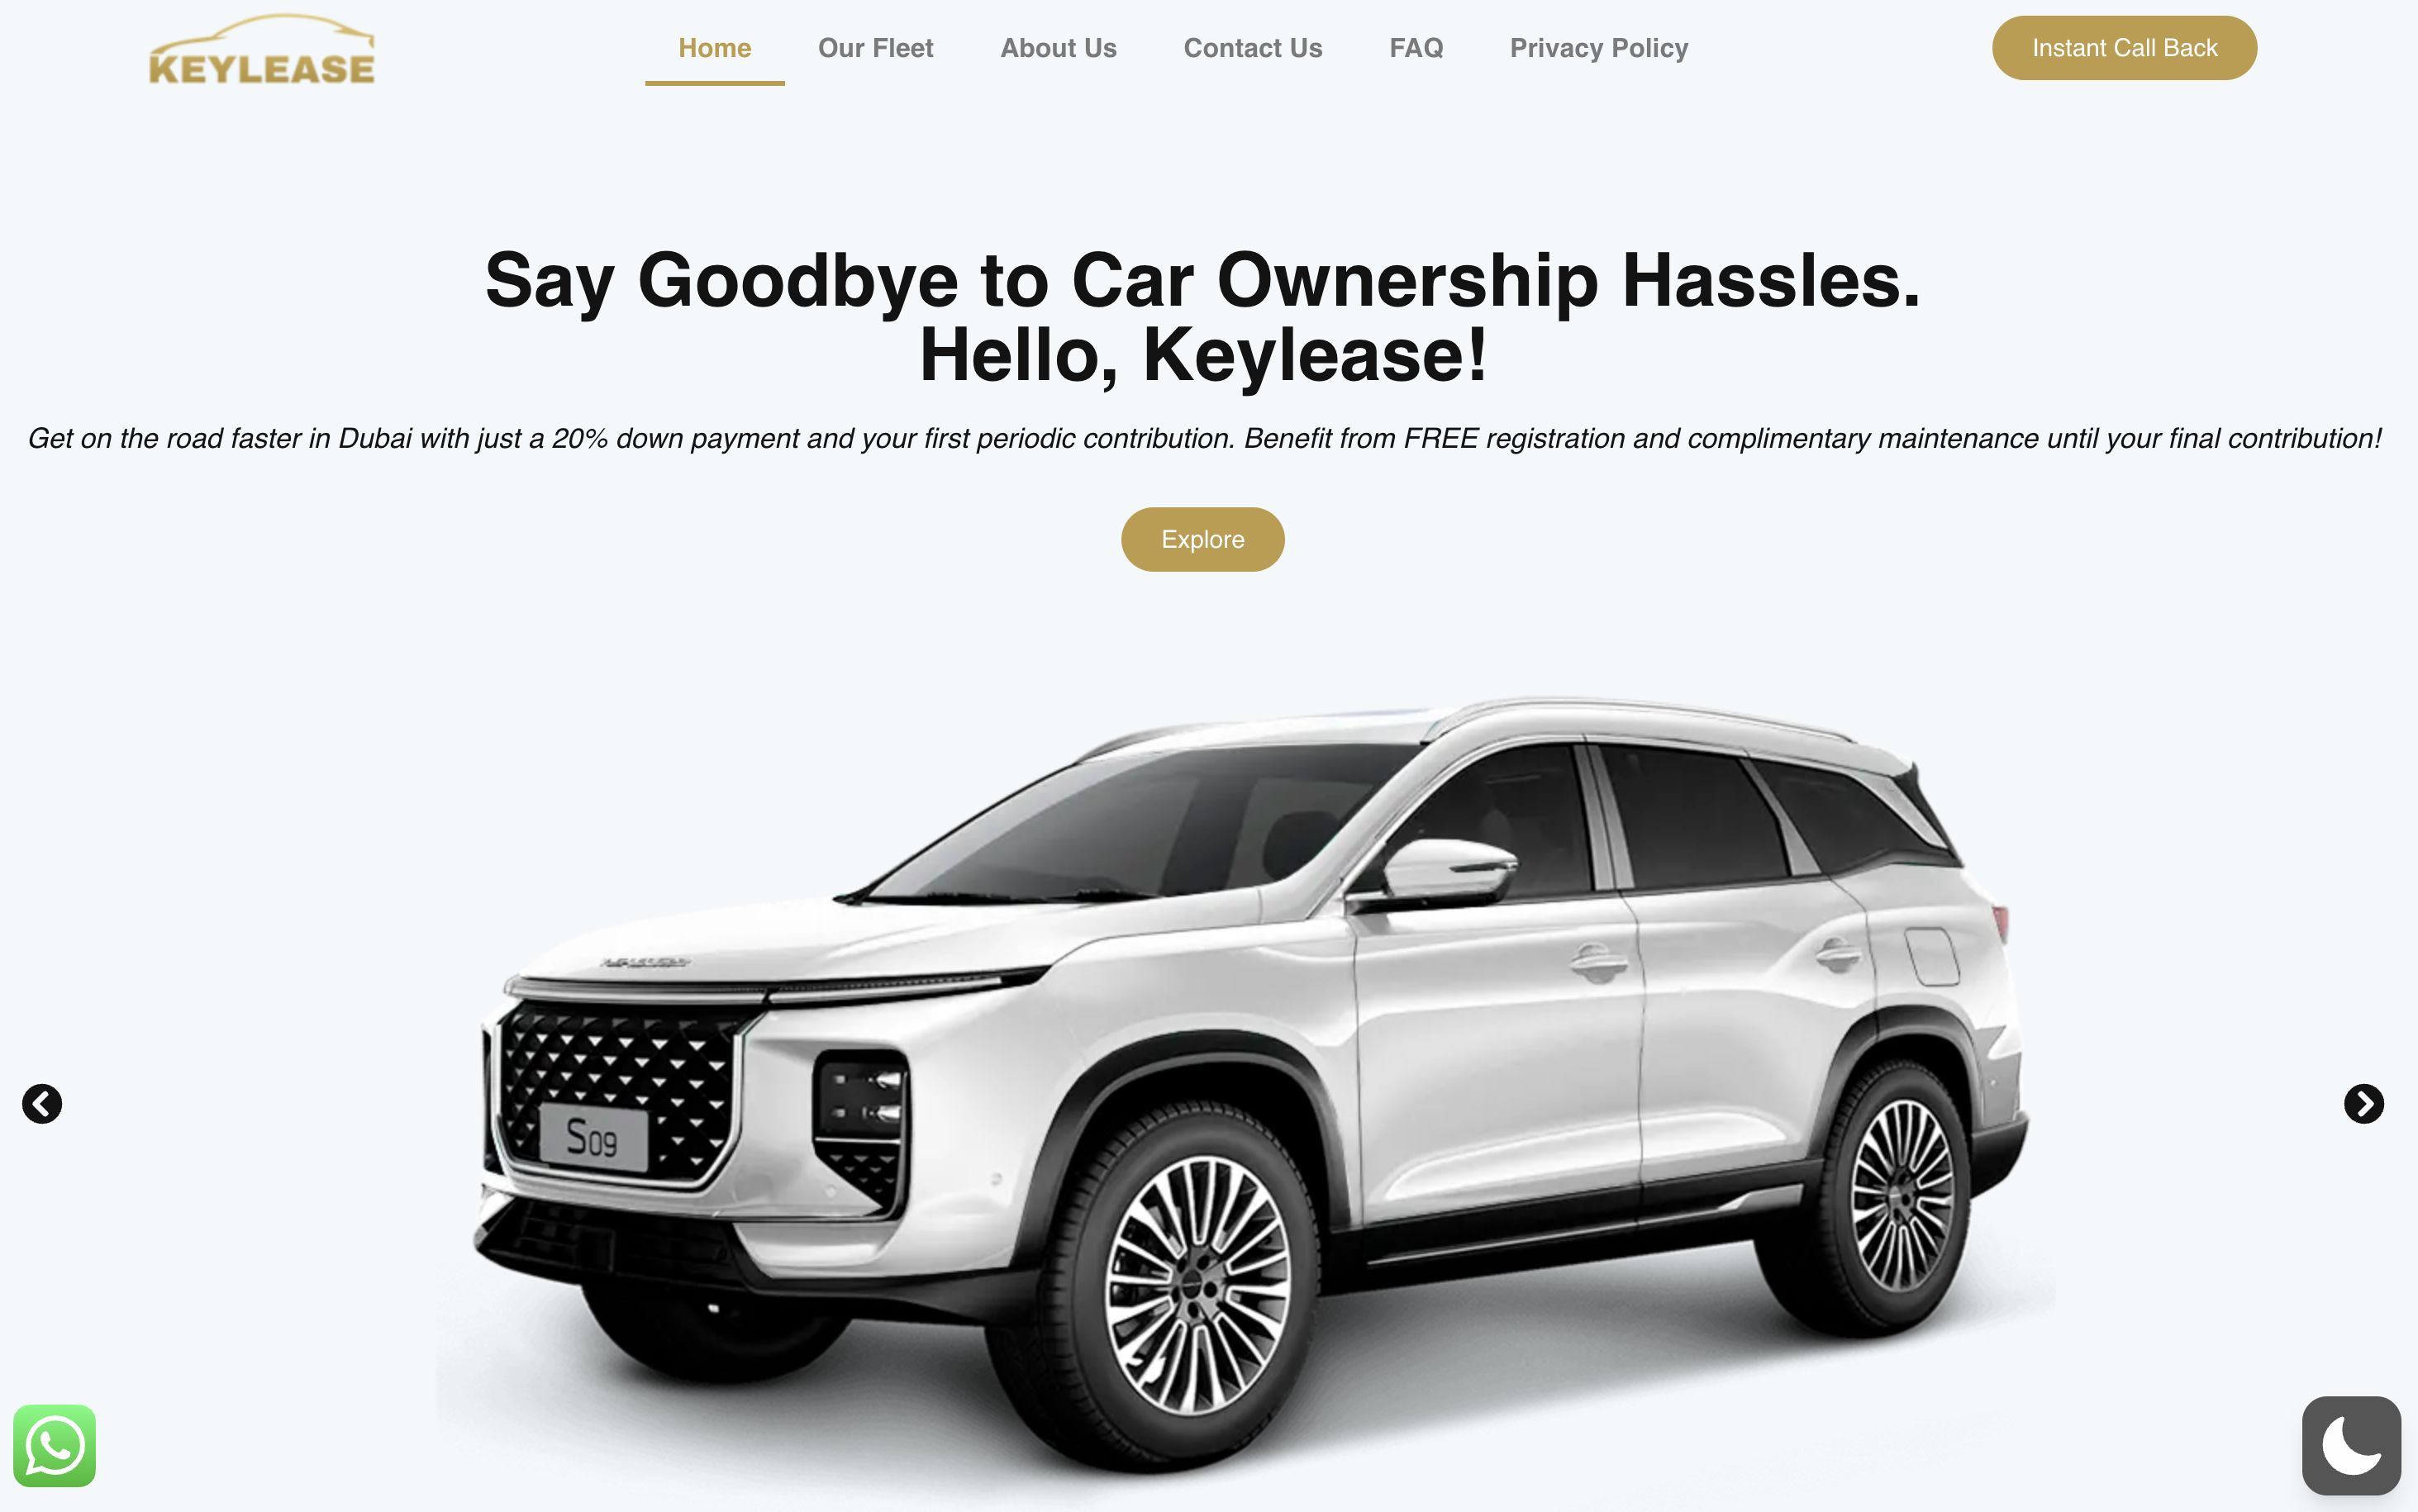 KEYLEASE
Home
Our Fleet
About Us
Contact Us
FAQ
Privacy Policy
Instant Call Back
Say Goodbye to Car Ownership Hassles.
Hello, Keylease!
Get on the road faster in Dubai with just a 20% down payment and your first periodic contribution. Benefit from FREE registration and complimentary maintenance until your final contribution!
Explore
S09